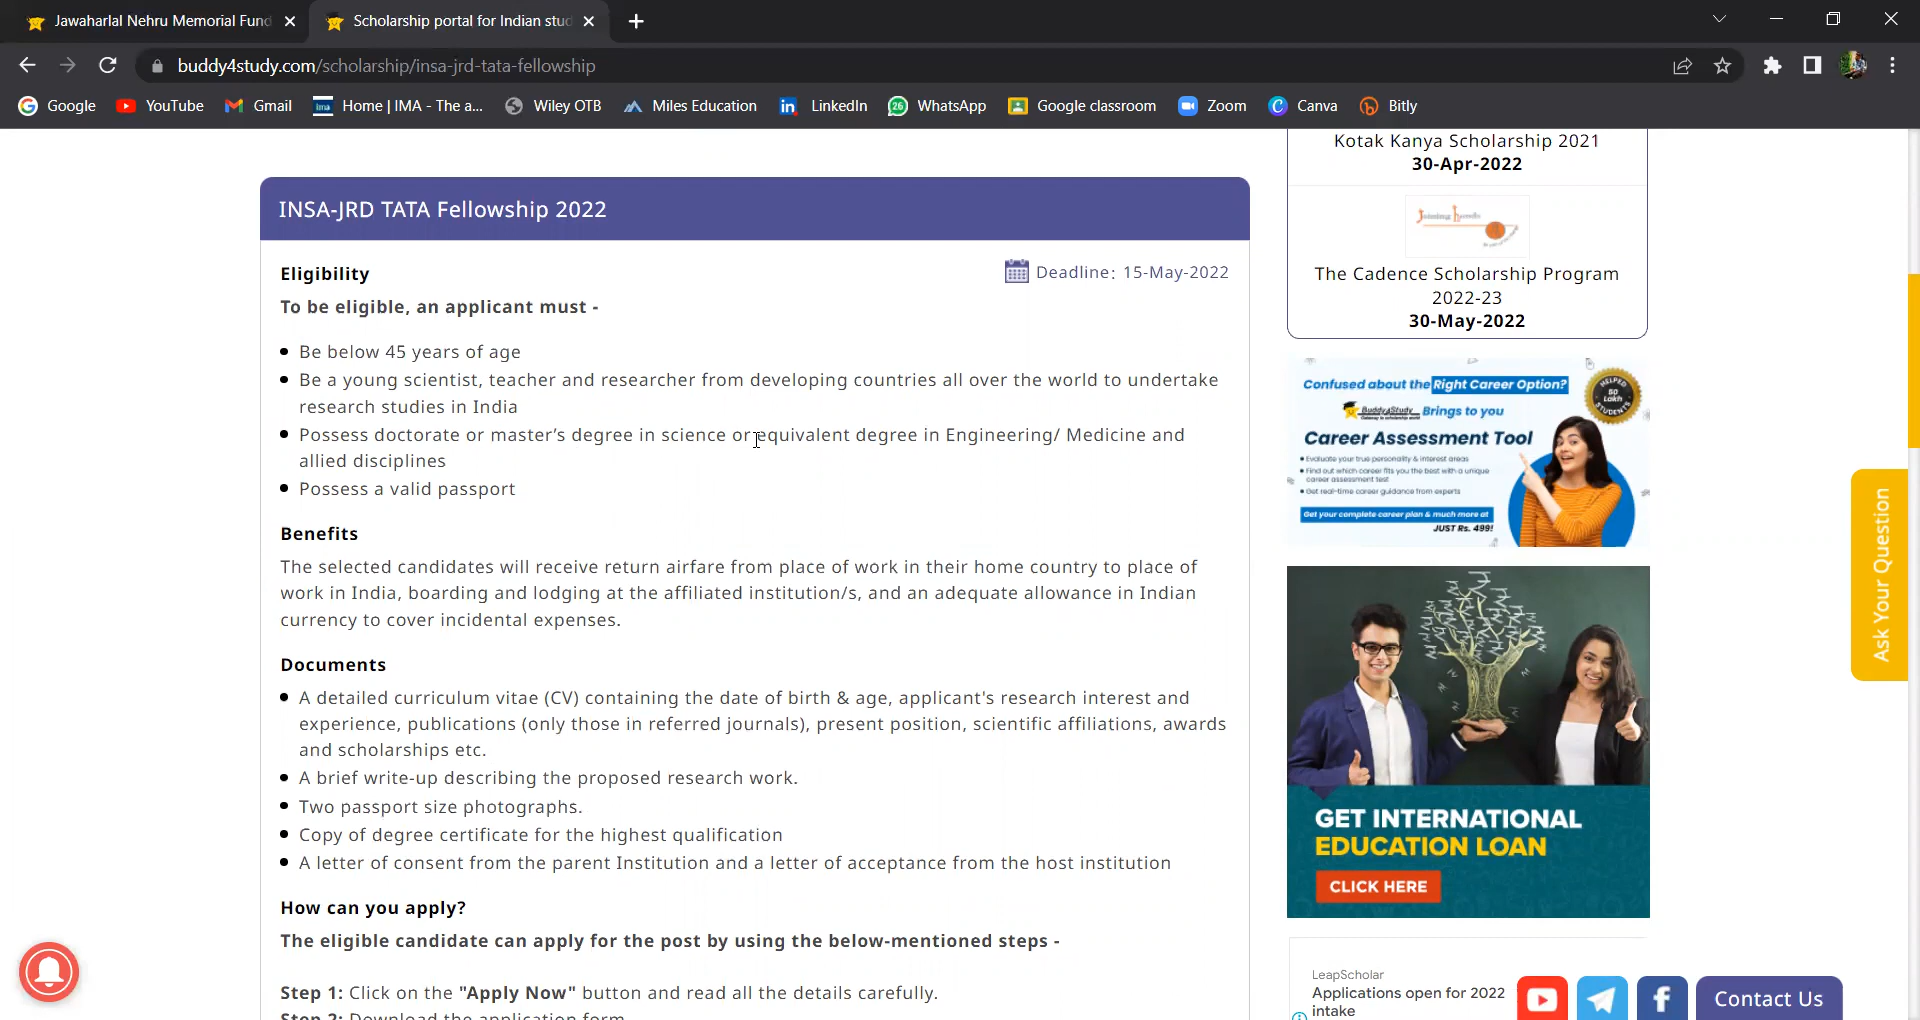 Jawaharlal Nehru Memorial Fund
Scholarship portal for Indian stud
buddy4study.com/scholarship/insa-jrd-tata-fellowship
Google
YouTube
Gmail
ima
Home | IMA - The a...
Wiley OTB
Miles Education
in
LinkedIn
26
WhatsApp
Google classroom
Zoom
Canva
Bitly
INSA-JRD TATA Fellowship 2022
Eligibility
Deadline: 15-May-2022
To be eligible, an applicant must -
Be below 45 years of age
Be a young scientist, teacher and researcher from developing countries all over the world to undertake
research studies in India
Possess doctorate or master's degree in science or equivalent degree in Engineering/ Medicine and
allied disciplines
Possess a valid passport
Benefits
The selected candidates will receive return airfare from place of work in their home country to place of
work in India, boarding and lodging at the affiliated institution/s, and an adequate allowance in Indian
currency to cover incidental expenses.
Documents
A detailed curriculum vitae (CV) containing the date of birth & age, applicant's research interest and
experience, publications (only those in referred journals), present position, scientific affiliations, awards
and scholarships etc.
A brief write-up describing the proposed research work.
Two passport size photographs.
Copy of degree certificate for the highest qualification
A letter of consent from the parent Institution and a letter of acceptance from the host institution
How can you apply?
The eligible candidate can apply for the post by using the below-mentioned steps -
Step 1: Click on the "Apply Now" button and read all the details carefully.
Step 2: Download the application form
Kotak Kanya Scholarship 2021
30-Apr-2022
Joining hands
The Cadence Scholarship Program
2022-23
30-May-2022
Confused about the Right Career Option?
HELPED
50
Lakh
STUDENTS
Buddy4Study Brings to you
Career Assessment Tool
Evaluate your true personality & interest areas
Find out which career fits you the best with a unique
career assessment test
Get real-time career guidance from experts
Get your complete career plan & much more at
JUST Rs. 499!
GET INTERNATIONAL
EDUCATION LOAN
CLICK HERE
LeapScholar
Applications open for 2022
intake
Ask Your Question
Contact Us